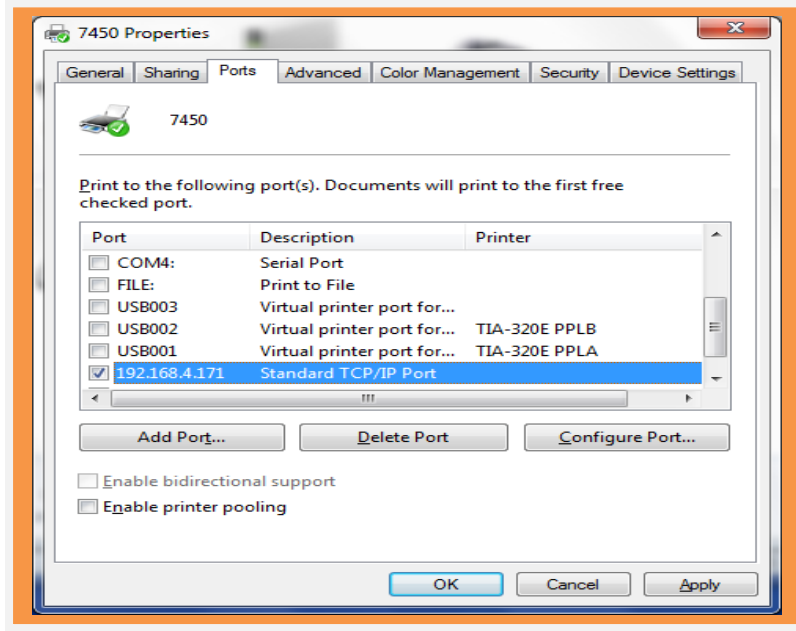 7450 Properties
General Sharing Ports Advanced Color Management Security Device Settings
7450
Print to the following port(s). Documents will print to the first free
checked port.
Port Description Printer
COM4: Serial Port
FILE: Print to File
USB003 Virtual printer port for...
USB002 Virtual printer port for... TIA-320E PPLB
USB001 Virtual printer port for... TIA-320E PPLA
192.168.4.171 Standard TCP/IP Port
Add Port... Delete Port Configure Port...
Enable bidirectional support
Enable printer pooling
OK Cancel Apply